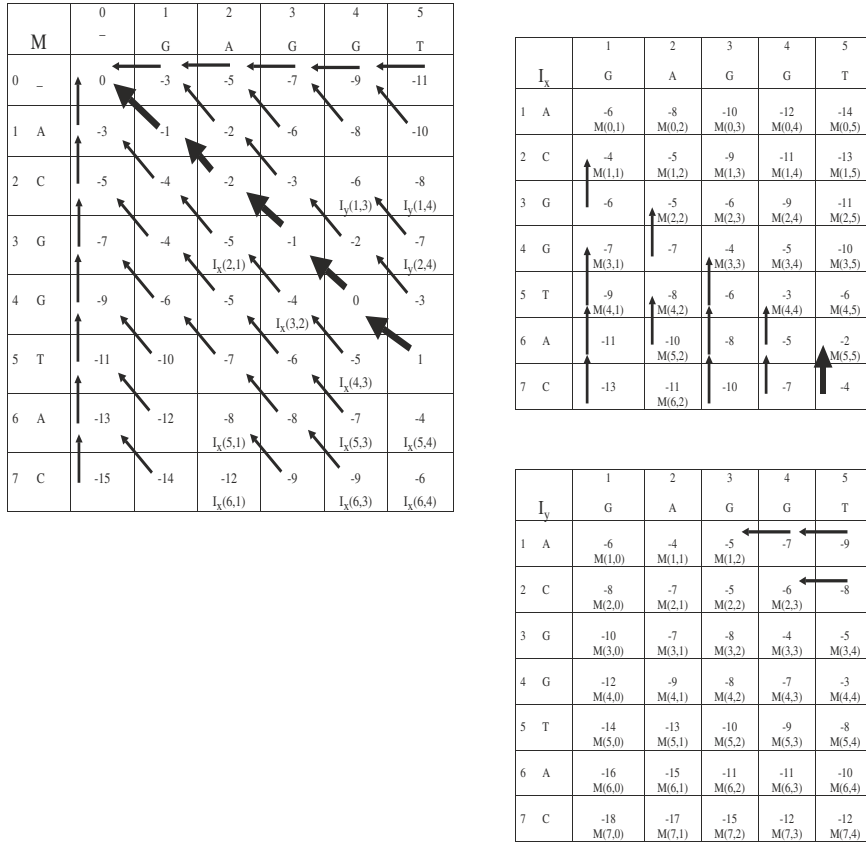 0 1 2 3 4 5
M – G A G G T
0 – 0 -3 -5 -7 -9 -11
1 A -3 -1 -2 -6 -8 -10
2 C -5 -4 -2 -3 -6 -8
Iy(1,3) Iy(1,4)
3 G -7 -4 -5 -1 -2 -7
Ix(2,1) Iy(2,4)
4 G -9 -6 -5 -4 0 -3
Ix(3,2)
5 T -11 -10 -7 -6 -5 1
Ix(4,3)
6 A -13 -12 -8 -8 -7 -4
Ix(5,1) Ix(5,3) Ix(5,4)
7 C -15 -14 -12 -9 -9 -6
Ix(6,1) Ix(6,3) Ix(6,4)
1 2 3 4 5
Ix G A G G T
1 A -6 -8 -10 -12 -14
M(0,1) M(0,2) M(0,3) M(0,4) M(0,5)
2 C -4 -5 -9 -11 -13
M(1,1) M(1,2) M(1,3) M(1,4) M(1,5)
3 G -6 -5 -6 -9 -11
M(2,2) M(2,3) M(2,4) M(2,5)
4 G -7 -7 -4 -5 -10
M(3,1) M(3,3) M(3,4) M(3,5)
5 T -9 -8 -6 -3 -6
M(4,1) M(4,2) M(4,4) M(4,5)
6 A -11 -10 -8 -5 -2
M(5,2) M(5,5)
7 C -13 -11 -10 -7 -4
M(6,2)
1 2 3 4 5
Iy G A G G T
1 A -6 -4 -5 -7 -9
M(1,0) M(1,1) M(1,2)
2 C -8 -7 -5 -6 -8
M(2,0) M(2,1) M(2,2) M(2,3)
3 G -10 -7 -8 -4 -5
M(3,0) M(3,1) M(3,2) M(3,3) M(3,4)
4 G -12 -9 -8 -7 -3
M(4,0) M(4,1) M(4,2) M(4,3) M(4,4)
5 T -14 -13 -10 -9 -8
M(5,0) M(5,1) M(5,2) M(5,3) M(5,4)
6 A -16 -15 -11 -11 -10
M(6,0) M(6,1) M(6,2) M(6,3) M(6,4)
7 C -18 -17 -15 -12 -12
M(7,0) M(7,1) M(7,2) M(7,3) M(7,4)